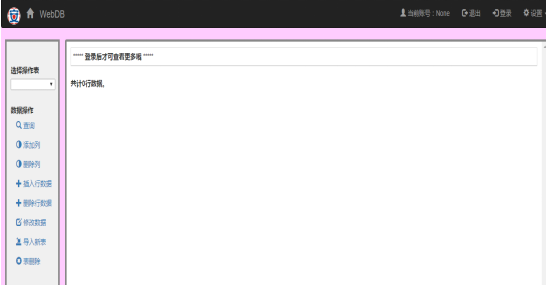 WebDB
当前账号：None 退出 登录 设置
***** 登录后才可查看更多哦 *****
选择操作表
共计0行数据。
数据操作
查询
添加列
删除列
插入行数据
删除行数据
修改数据
导入新表
表删除